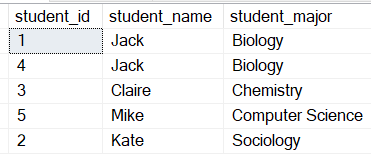 student_id student_name student_major
1 Jack Biology
4 Jack Biology
3 Claire Chemistry
5 Mike Computer Science
2 Kate Sociology